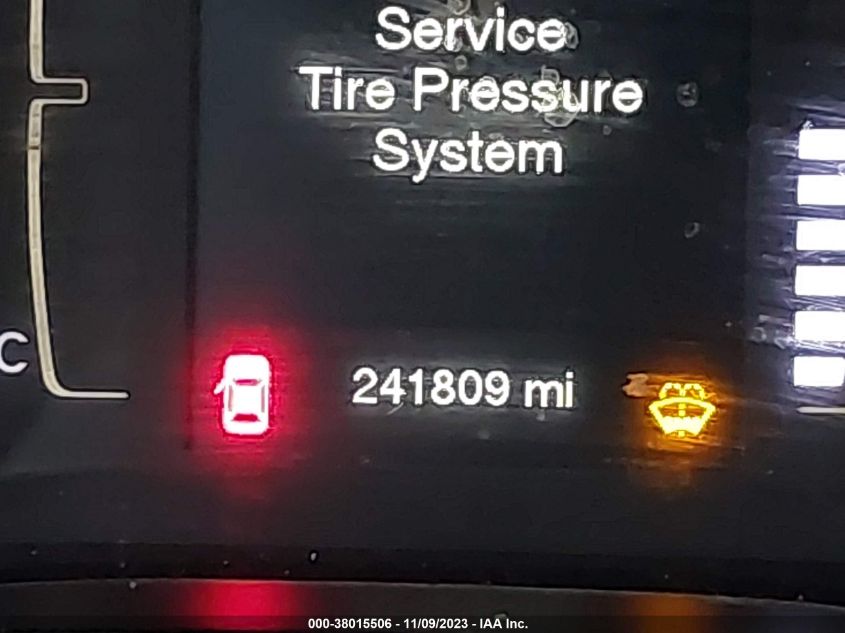 Service
Tire Pressure
System
C
241809 mi
000-38015506 - 11/09/2023 - IAA Inc.